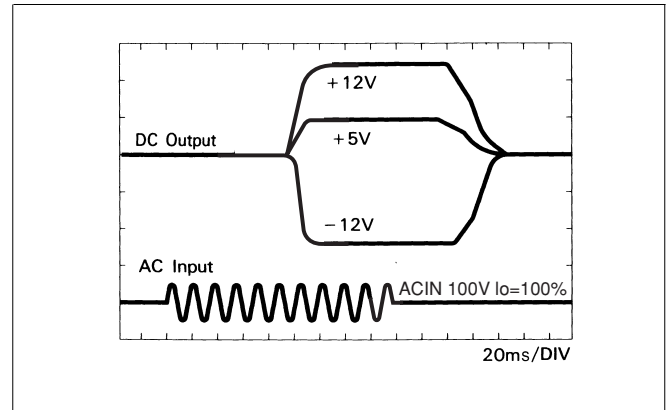 +12V
DC Output
+5V
−12V
AC Input
ACIN 100V Io=100%
20ms/DIV